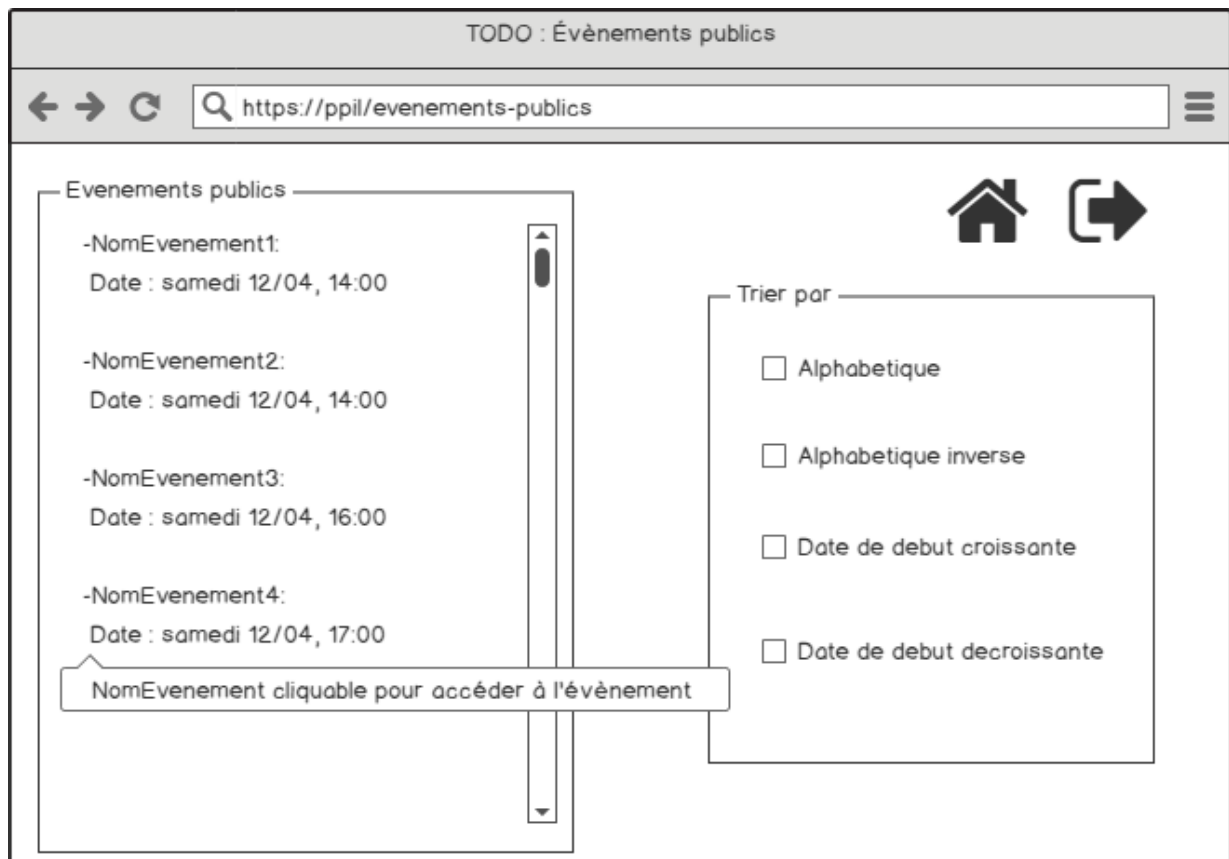 TODO : Évènements publics
https://ppil/evenements-publics
Evenements publics
-NomEvenement1:
Date : samedi 12/04, 14:00
-NomEvenement2:
Date : samedi 12/04, 14:00
-NomEvenement3:
Date : samedi 12/04, 16:00
-NomEvenement4:
Date : samedi 12/04, 17:00
NomEvenement cliquable pour accéder à l'évènement
Trier par
Alphabetique
Alphabetique inverse
Date de debut croissante
Date de debut decroissante